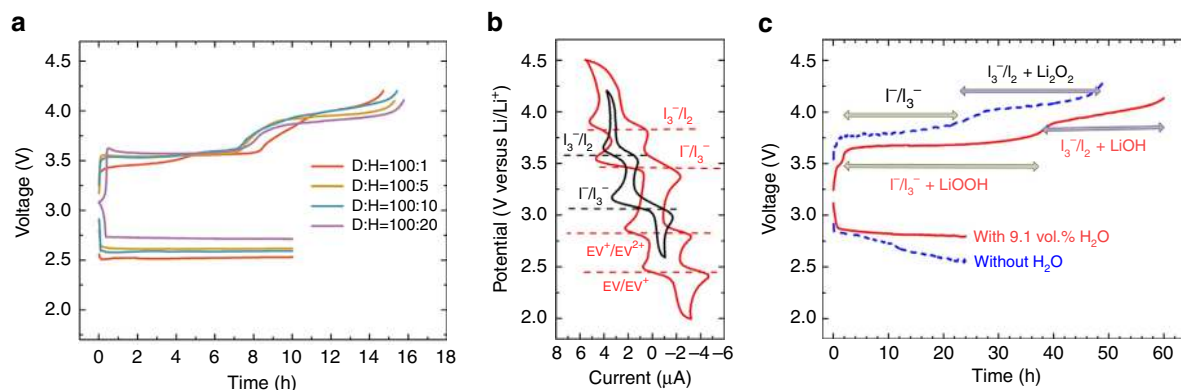 a
4.5
4.0
3.5
3.0
2.5
2.0
Voltage (V)
D:H=100:1
D:H=100:5
D:H=100:10
D:H=100:20
0 2 4 6 8 10 12 14 16 18
Time (h)
b
4.5
4.0
3.5
3.0
2.5
2.0
Potential (V versus Li/Li⁺)
I₃⁻/I₂
I₃⁻/I₂
I⁻/I₃⁻
I⁻/I₃⁻
EV⁺/EV²⁺
EV/EV⁺
8 6 4 2 0 −2 −4 −6
Current (μA)
c
4.5
4.0
3.5
3.0
2.5
2.0
Voltage (V)
I₃⁻/I₂ + Li₂O₂
I⁻/I₃⁻
I₃⁻/I₂ + LiOH
I⁻/I₃⁻ + LiOOH
With 9.1 vol.% H₂O
Without H₂O
0 10 20 30 40 50 60
Time (h)